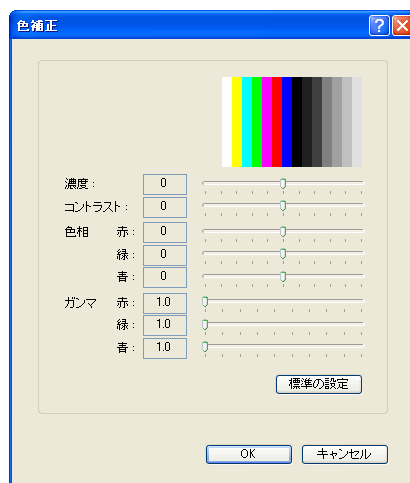 色補正
濃度： 0
コントラスト： 0
色相 赤： 0
緑： 0
青： 0
ガンマ 赤： 1.0
緑： 1.0
青： 1.0
標準の設定
OK キャンセル